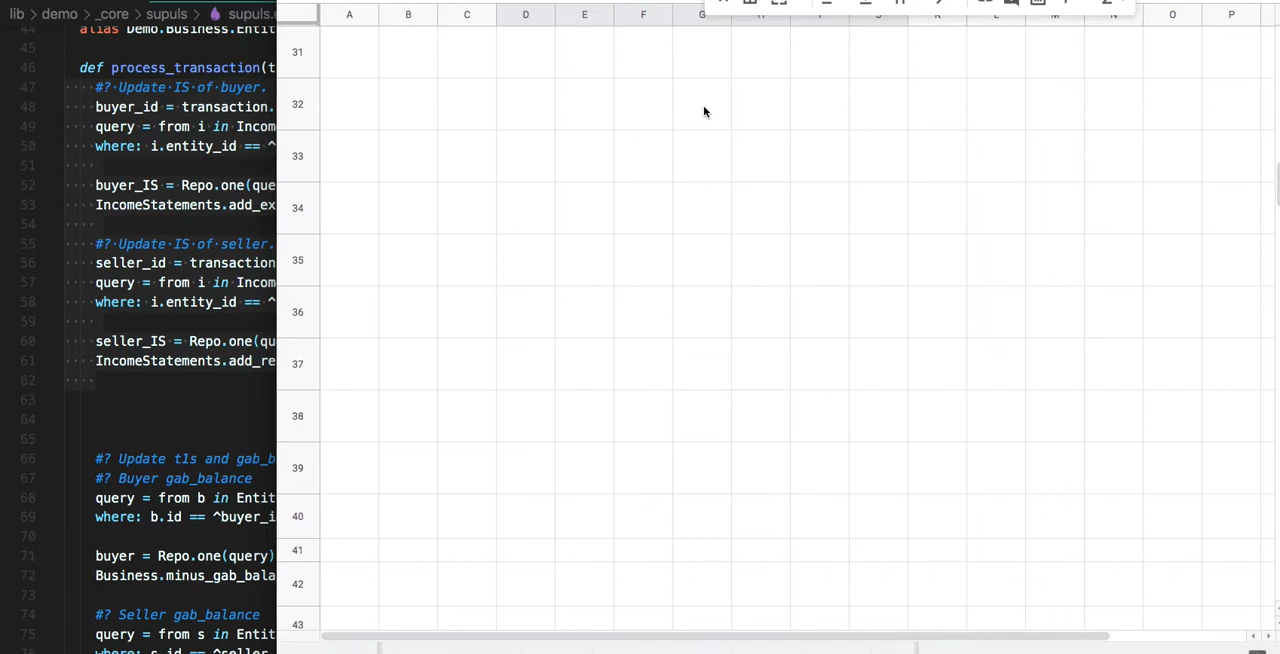 lib > demo > _core > supuls > supuls.
44 alias Demo.Business.Entit
45
46 def process_transaction(t
47 #? Update IS of buyer.
48 buyer_id = transaction.
49 query = from i in Incom
50 where: i.entity_id == ^
51
52 buyer_IS = Repo.one(que
53 IncomeStatements.add_ex
54
55 #? Update IS of seller.
56 seller_id = transaction
57 query = from i in Incom
58 where: i.entity_id == ^
59
60 seller_IS = Repo.one(qu
61 IncomeStatements.add_re
62
63
64
65
66 #? Update t1s and gab_b
67 #? Buyer gab_balance
68 query = from b in Entit
69 where: b.id == ^buyer_i
70
71 buyer = Repo.one(query)
72 Business.minus_gab_bala
73
74 #? Seller gab_balance
75 query = from s in Entit
76 where: s.id == ^seller
A B C D E F G H I J K L M N O P
31
32
33
34
35
36
37
38
39
40
41
42
43